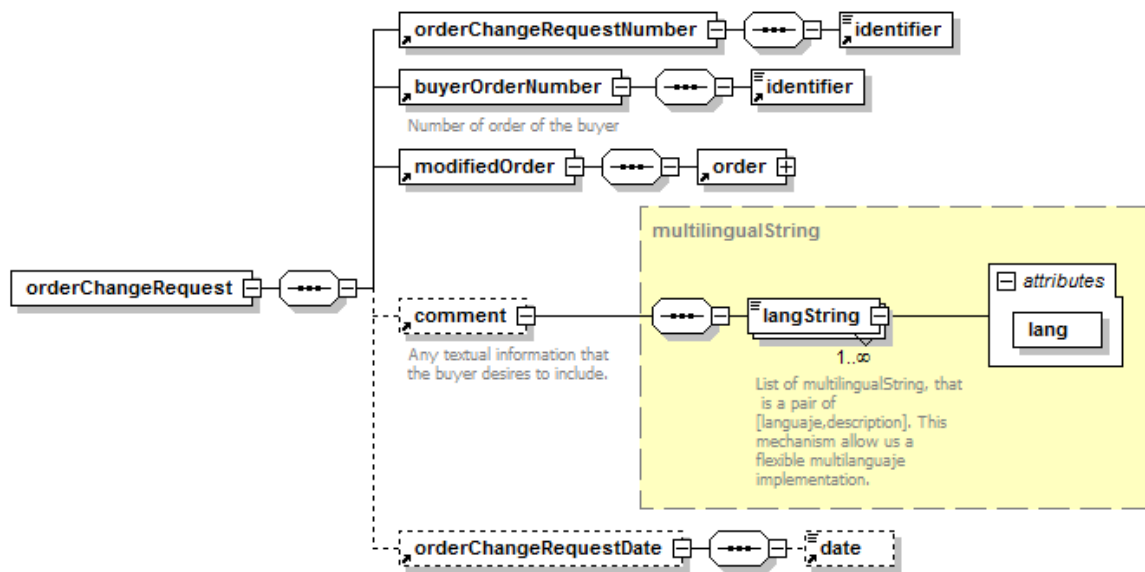 orderChangeRequestNumber
identifier
buyerOrderNumber
identifier
Number of order of the buyer
modifiedOrder
order
multilingualString
attributes
orderChangeRequest
comment
langString
lang
1..∞
Any textual information that
the buyer desires to include.
List of multilingualString, that
is a pair of
[languaje,description]. This
mechanism allow us a
flexible multilanguaje
implementation.
orderChangeRequestDate
date